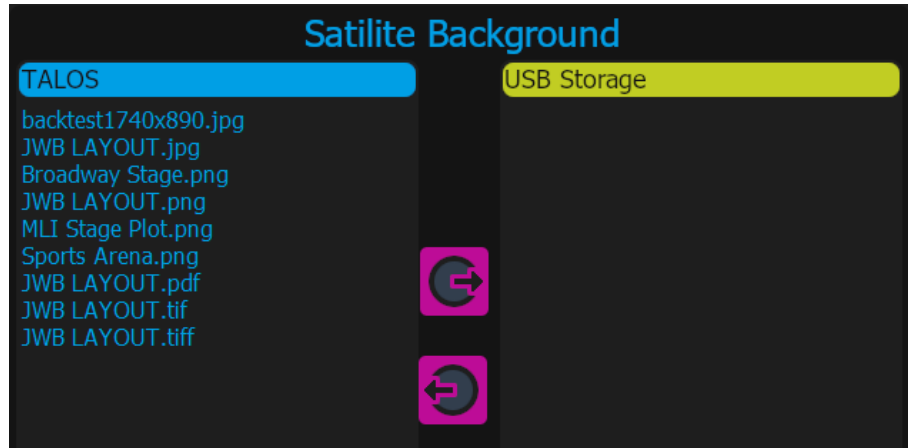 Satilite Background
TALOS
USB Storage
backtest1740x890.jpg
JWB LAYOUT.jpg
Broadway Stage.png
JWB LAYOUT.png
MLI Stage Plot.png
Sports Arena.png
JWB LAYOUT.pdf
JWB LAYOUT.tif
JWB LAYOUT.tiff